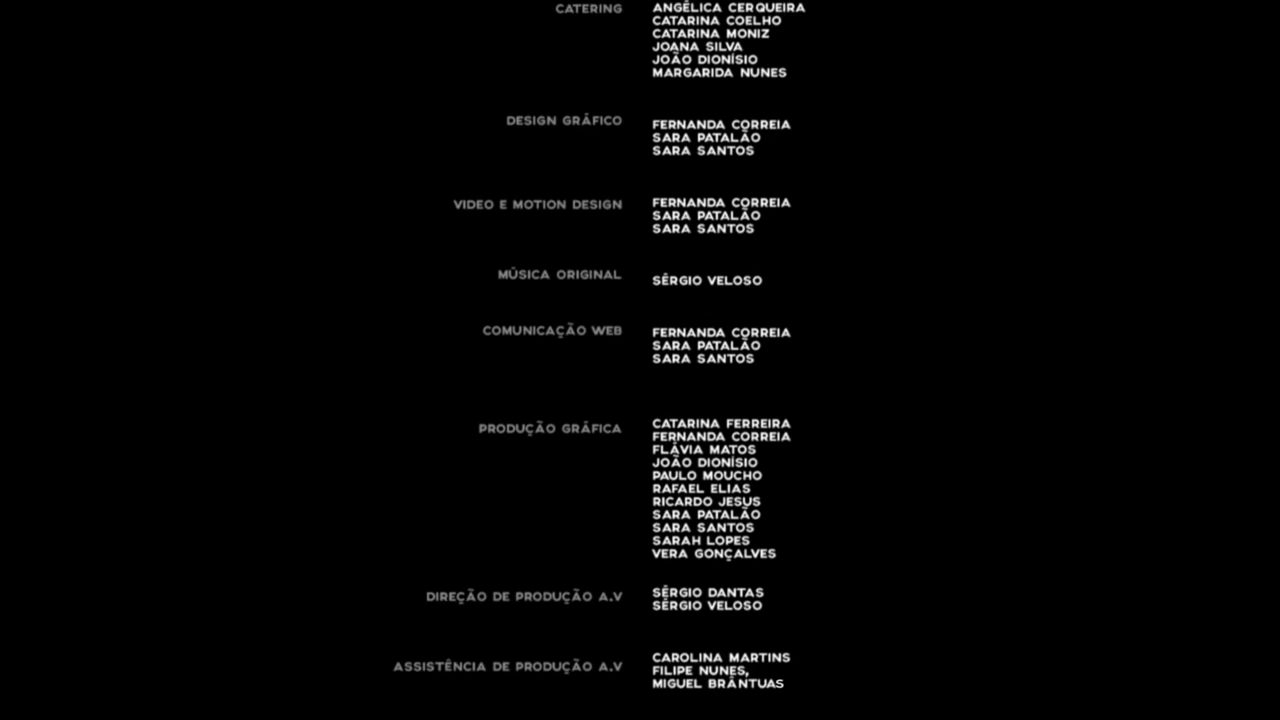 CATERING
ANGÉLICA CERQUEIRA
CATARINA COELHO
CATARINA MONIZ
JOANA SILVA
JOÃO DIONÍSIO
MARGARIDA NUNES
DESIGN GRÁFICO
FERNANDA CORREIA
SARA PATALÃO
SARA SANTOS
VIDEO E MOTION DESIGN
FERNANDA CORREIA
SARA PATALÃO
SARA SANTOS
MÚSICA ORIGINAL
SÉRGIO VELOSO
COMUNICAÇÃO WEB
FERNANDA CORREIA
SARA PATALÃO
SARA SANTOS
PRODUÇÃO GRÁFICA
CATARINA FERREIRA
FERNANDA CORREIA
FLÁVIA MATOS
JOÃO DIONÍSIO
PAULO MOUCHO
RAFAEL ELIAS
RICARDO JESUS
SARA PATALÃO
SARA SANTOS
SARAH LOPES
VERA GONÇALVES
DIREÇÃO DE PRODUÇÃO A.V
SÉRGIO DANTAS
SÉRGIO VELOSO
ASSISTÊNCIA DE PRODUÇÃO A.V
CAROLINA MARTINS
FILIPE NUNES,
MIGUEL BRÂNTUAS